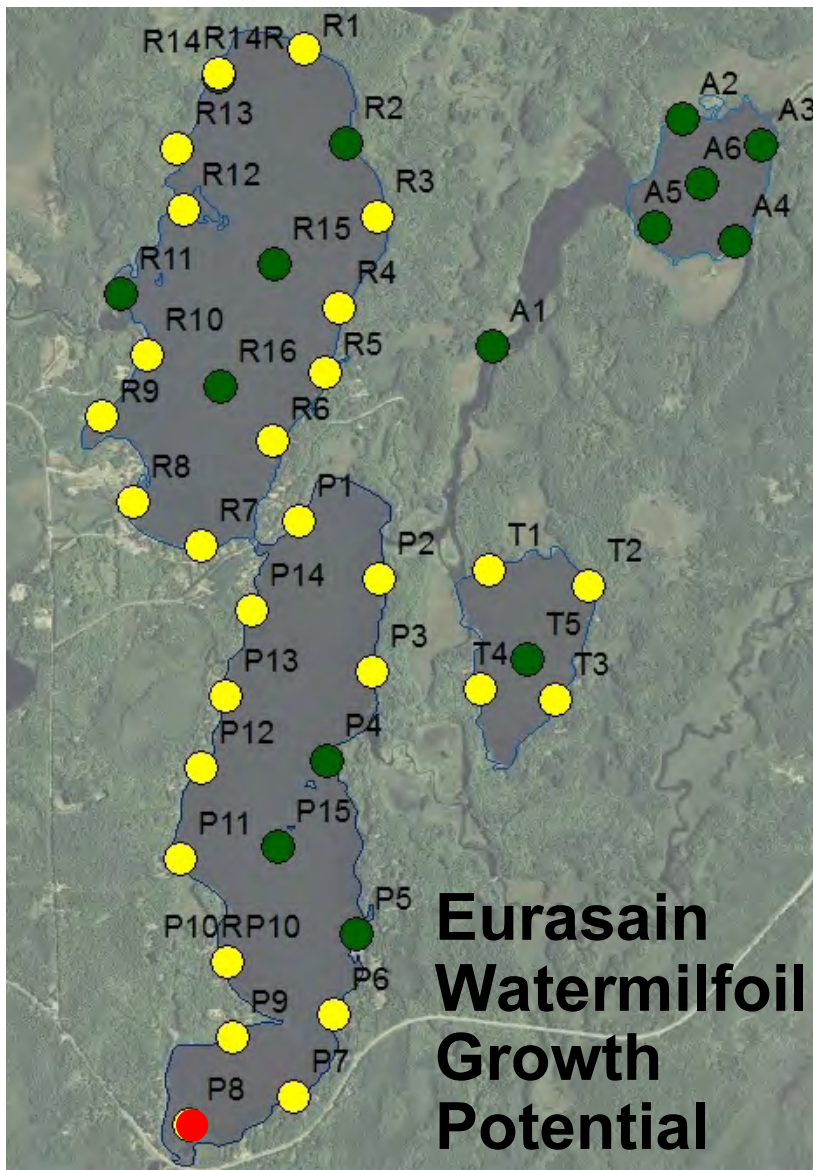 R14R14R R1
R13
R2
A2
A3
R12
A6
R3
A5
A4
R15
R11
R4
A1
R10
R16
R5
R9
R6
R8
P1
R7
P2
T1
T2
P14
P3
T5
P13
T4
T3
P12
P4
P15
P11
P5
P10RP10
P6
P9
P7
P8
Eurasain
Watermilfoil
Growth
Potential